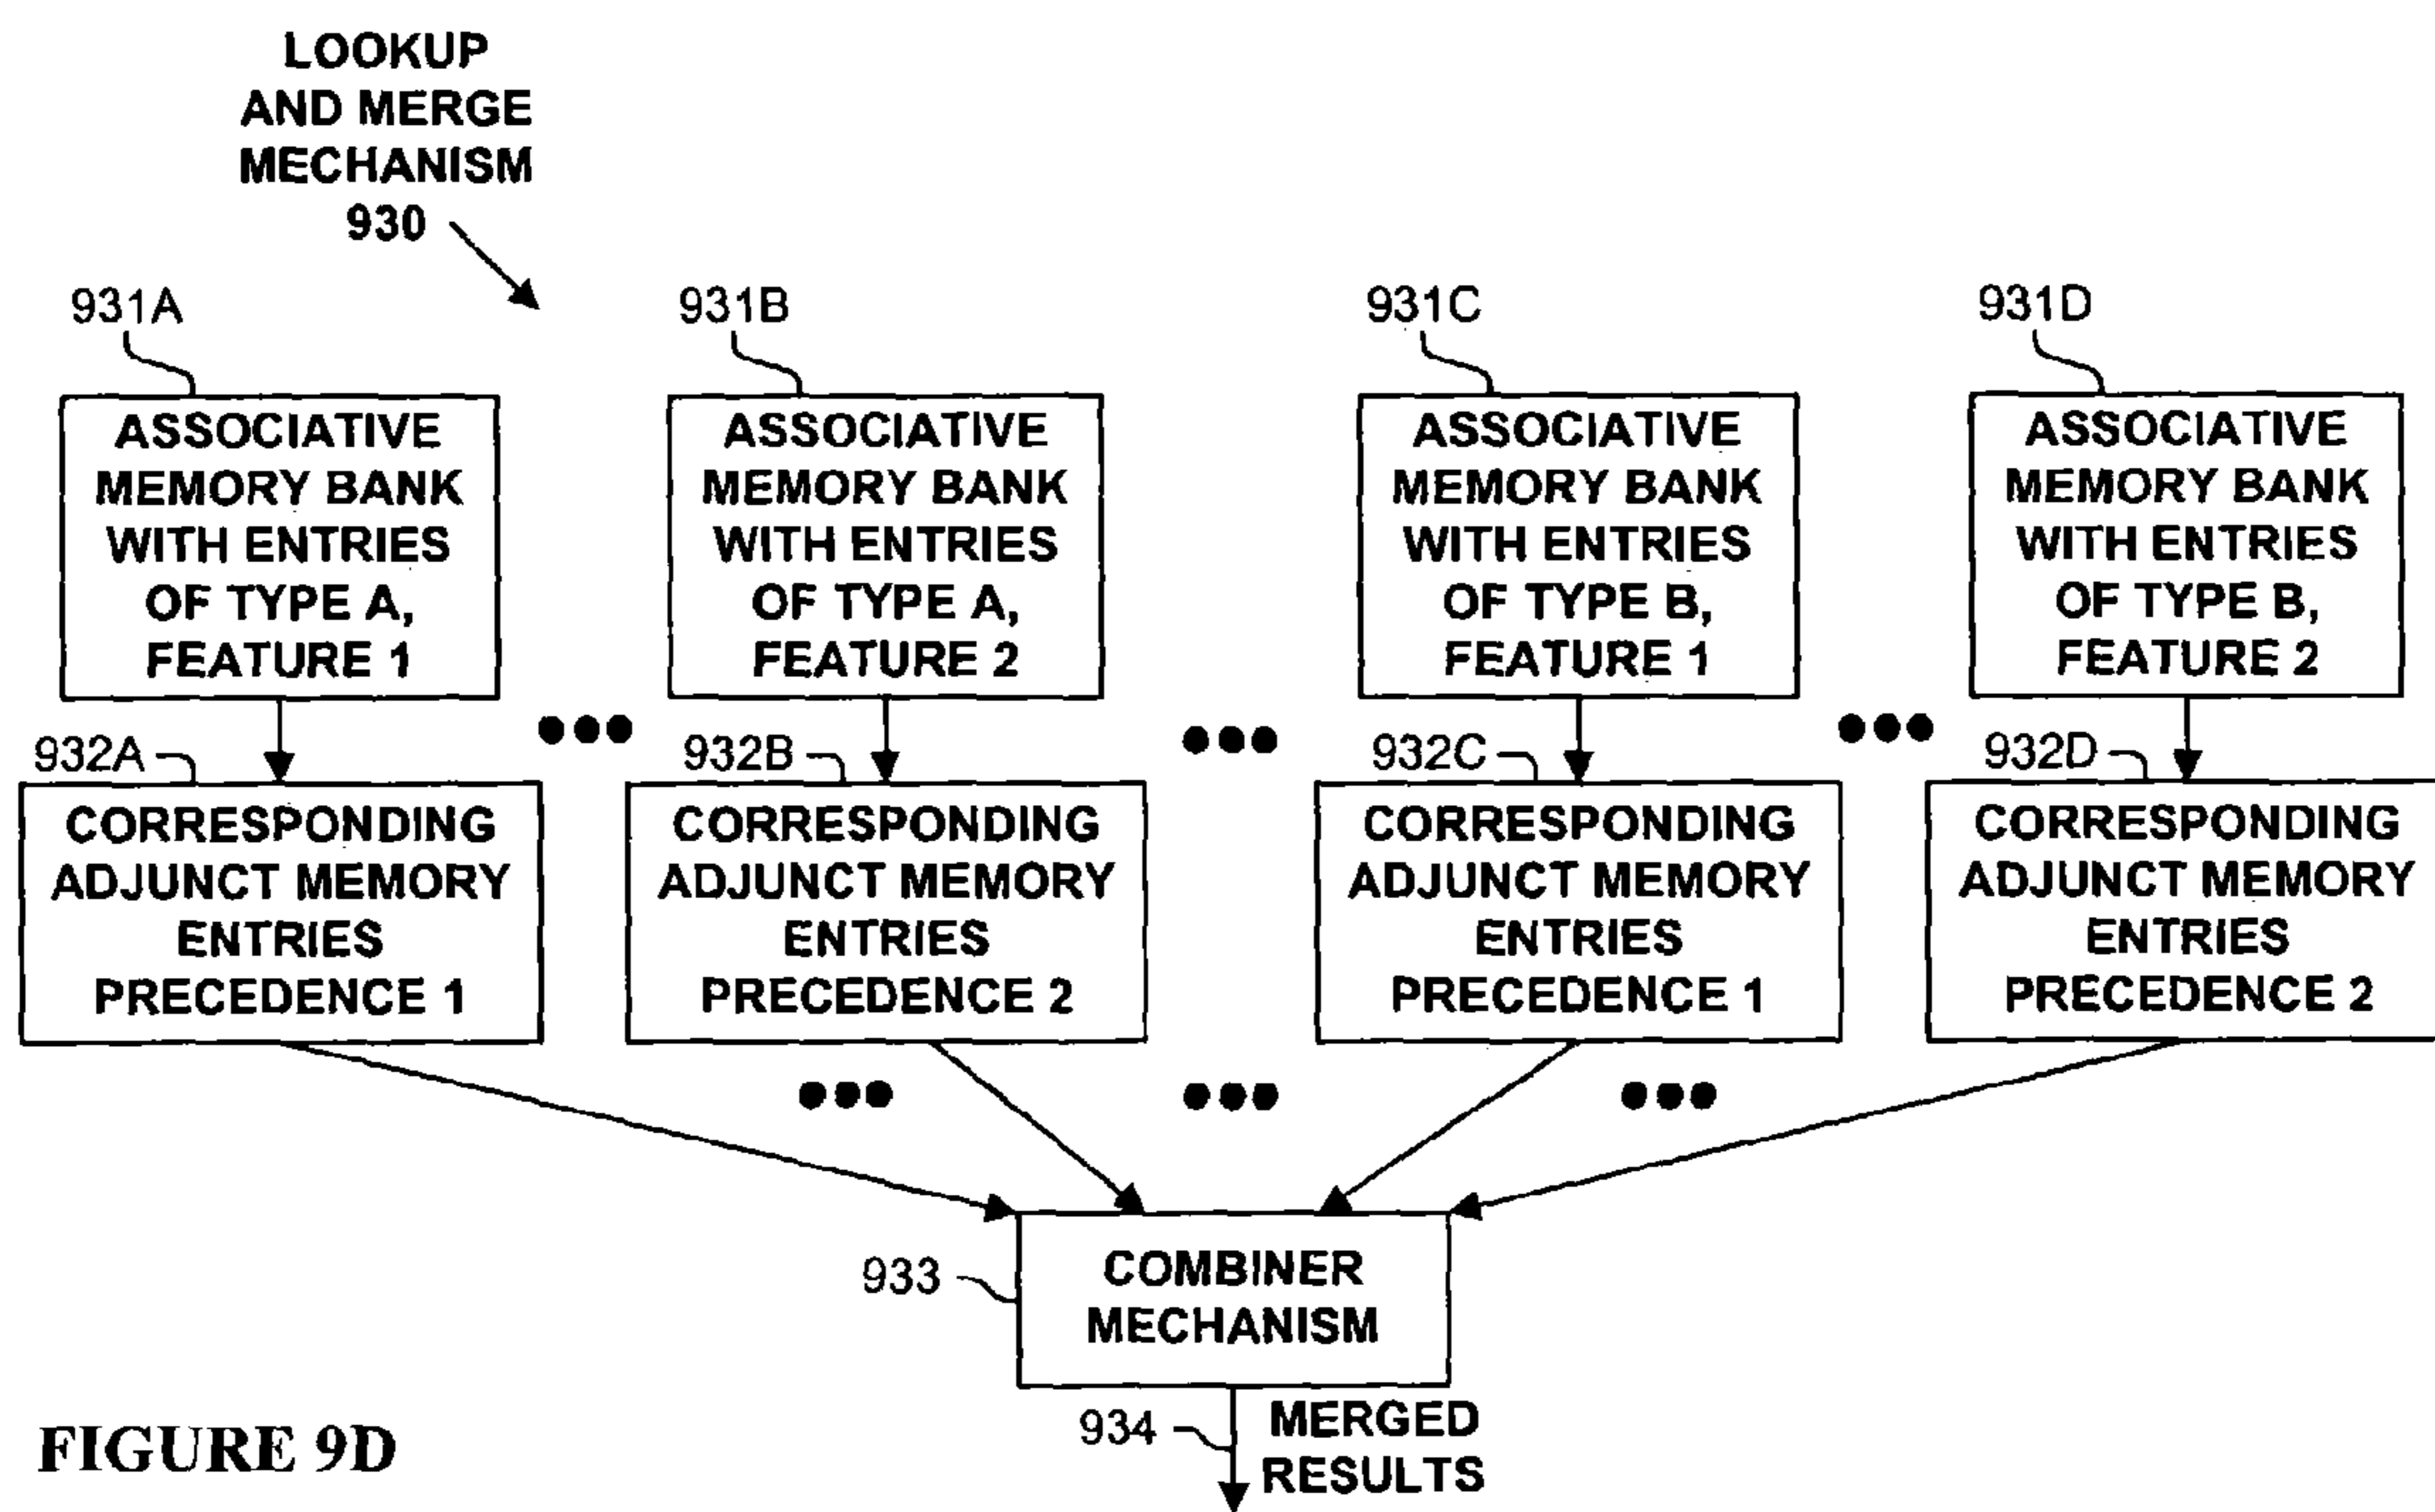 LOOKUP
AND MERGE
MECHANISM
930
931A
931B
931C
931D
ASSOCIATIVE
MEMORY BANK
WITH ENTRIES
OF TYPE A,
FEATURE 1
ASSOCIATIVE
MEMORY BANK
WITH ENTRIES
OF TYPE A,
FEATURE 2
ASSOCIATIVE
MEMORY BANK
WITH ENTRIES
OF TYPE B,
FEATURE 1
ASSOCIATIVE
MEMORY BANK
WITH ENTRIES
OF TYPE B,
FEATURE 2
932A
932B
932C
932D
CORRESPONDING
ADJUNCT MEMORY
ENTRIES
PRECEDENCE 1
CORRESPONDING
ADJUNCT MEMORY
ENTRIES
PRECEDENCE 2
CORRESPONDING
ADJUNCT MEMORY
ENTRIES
PRECEDENCE 1
CORRESPONDING
ADJUNCT MEMORY
ENTRIES
PRECEDENCE 2
933
COMBINER
MECHANISM
934
MERGED
RESULTS
FIGURE 9D